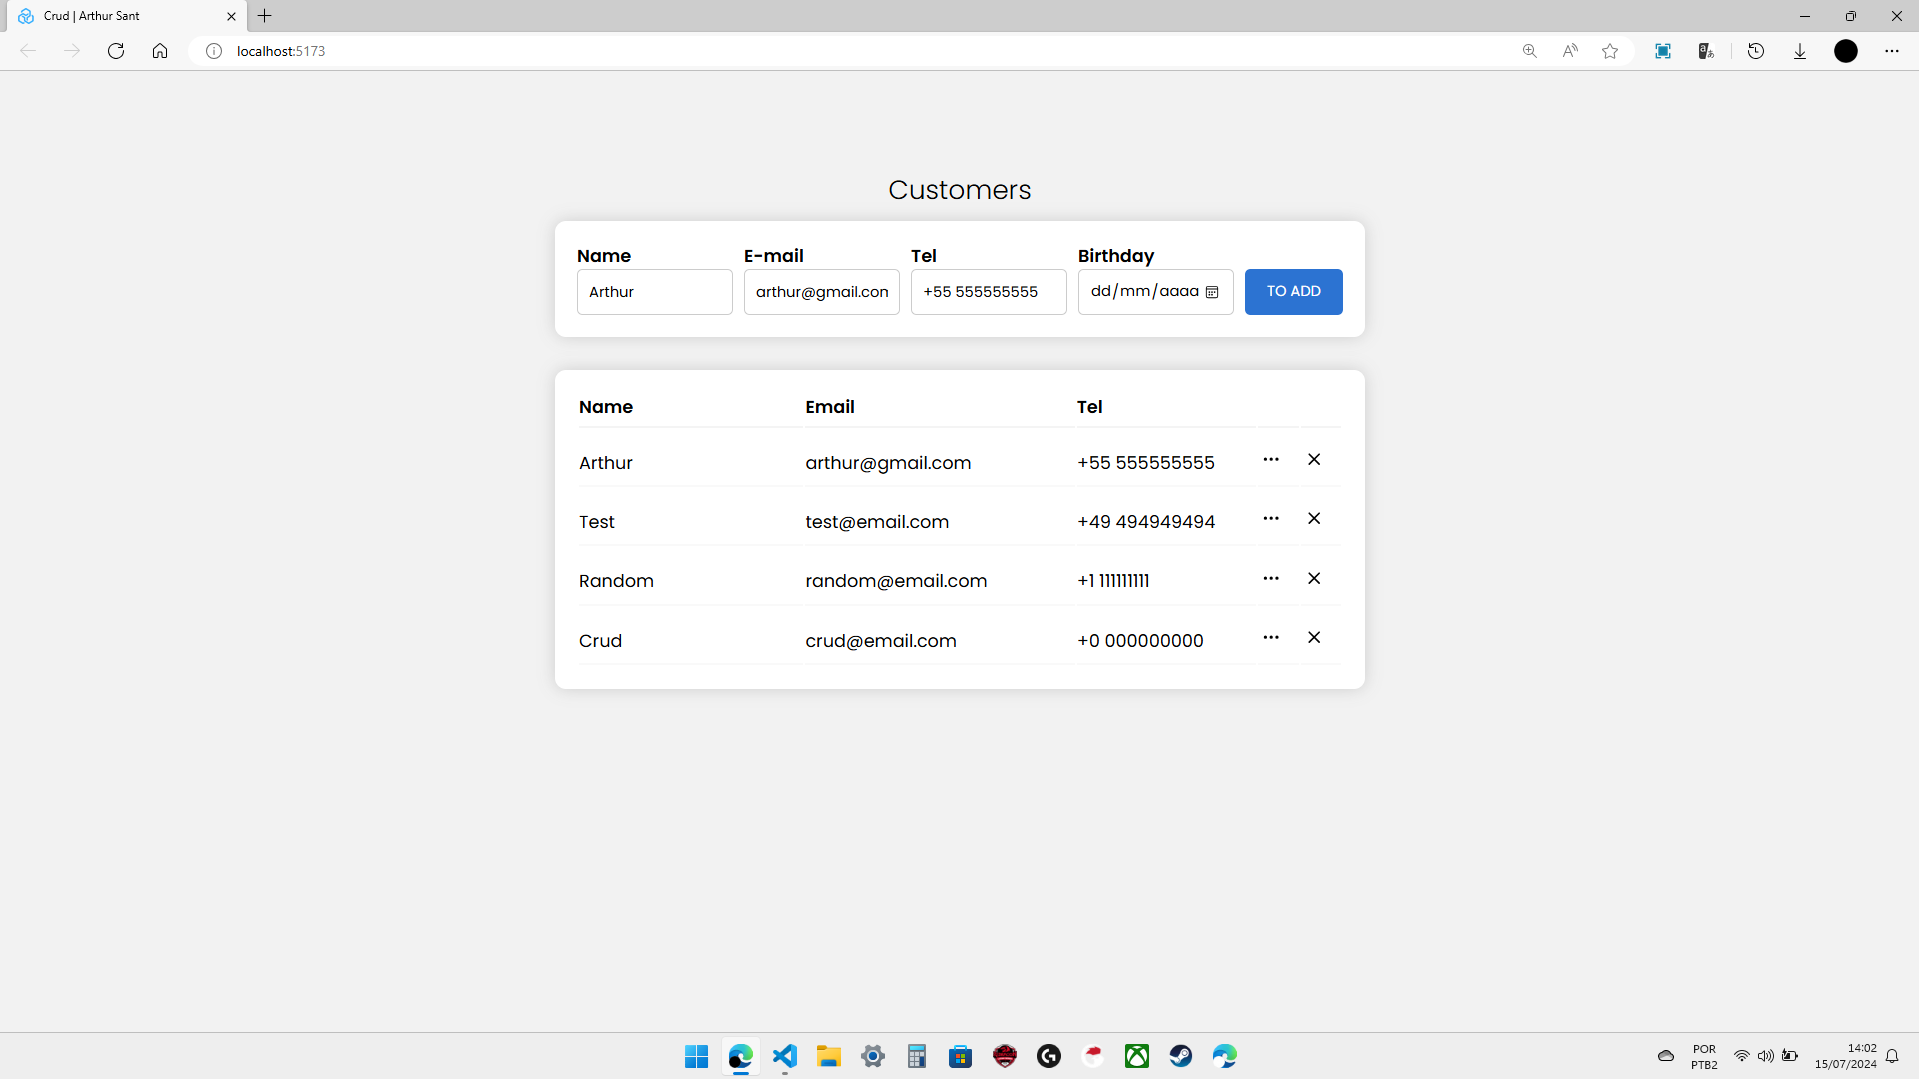 Crud | Arthur Sant
localhost:5173
Customers
Name E-mail Tel Birthday
Arthur arthur@gmail.con +55 555555555 dd/mm/aaaa TO ADD
Name Email Tel
Arthur arthur@gmail.com +55 555555555
Test test@email.com +49 494949494
Random random@email.com +1 111111111
Crud crud@email.com +0 000000000
POR 14:02
PTB2 15/07/2024